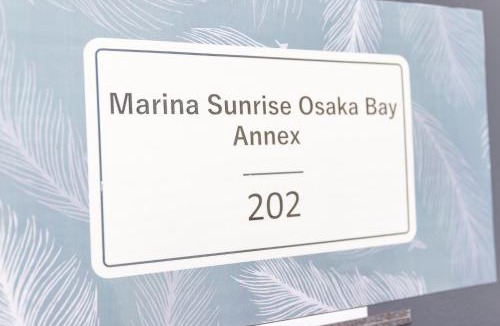 Marina Sunrise Osaka Bay
Annex
202